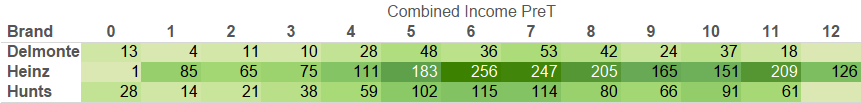 Combined Income PreT
Brand 0 1 2 3 4 5 6 7 8 9 10 11 12
Delmonte 13 4 11 10 28 48 36 53 42 24 37 18
Heinz 1 85 65 75 111 183 256 247 205 165 151 209 126
Hunts 28 14 21 38 59 102 115 114 80 66 91 61